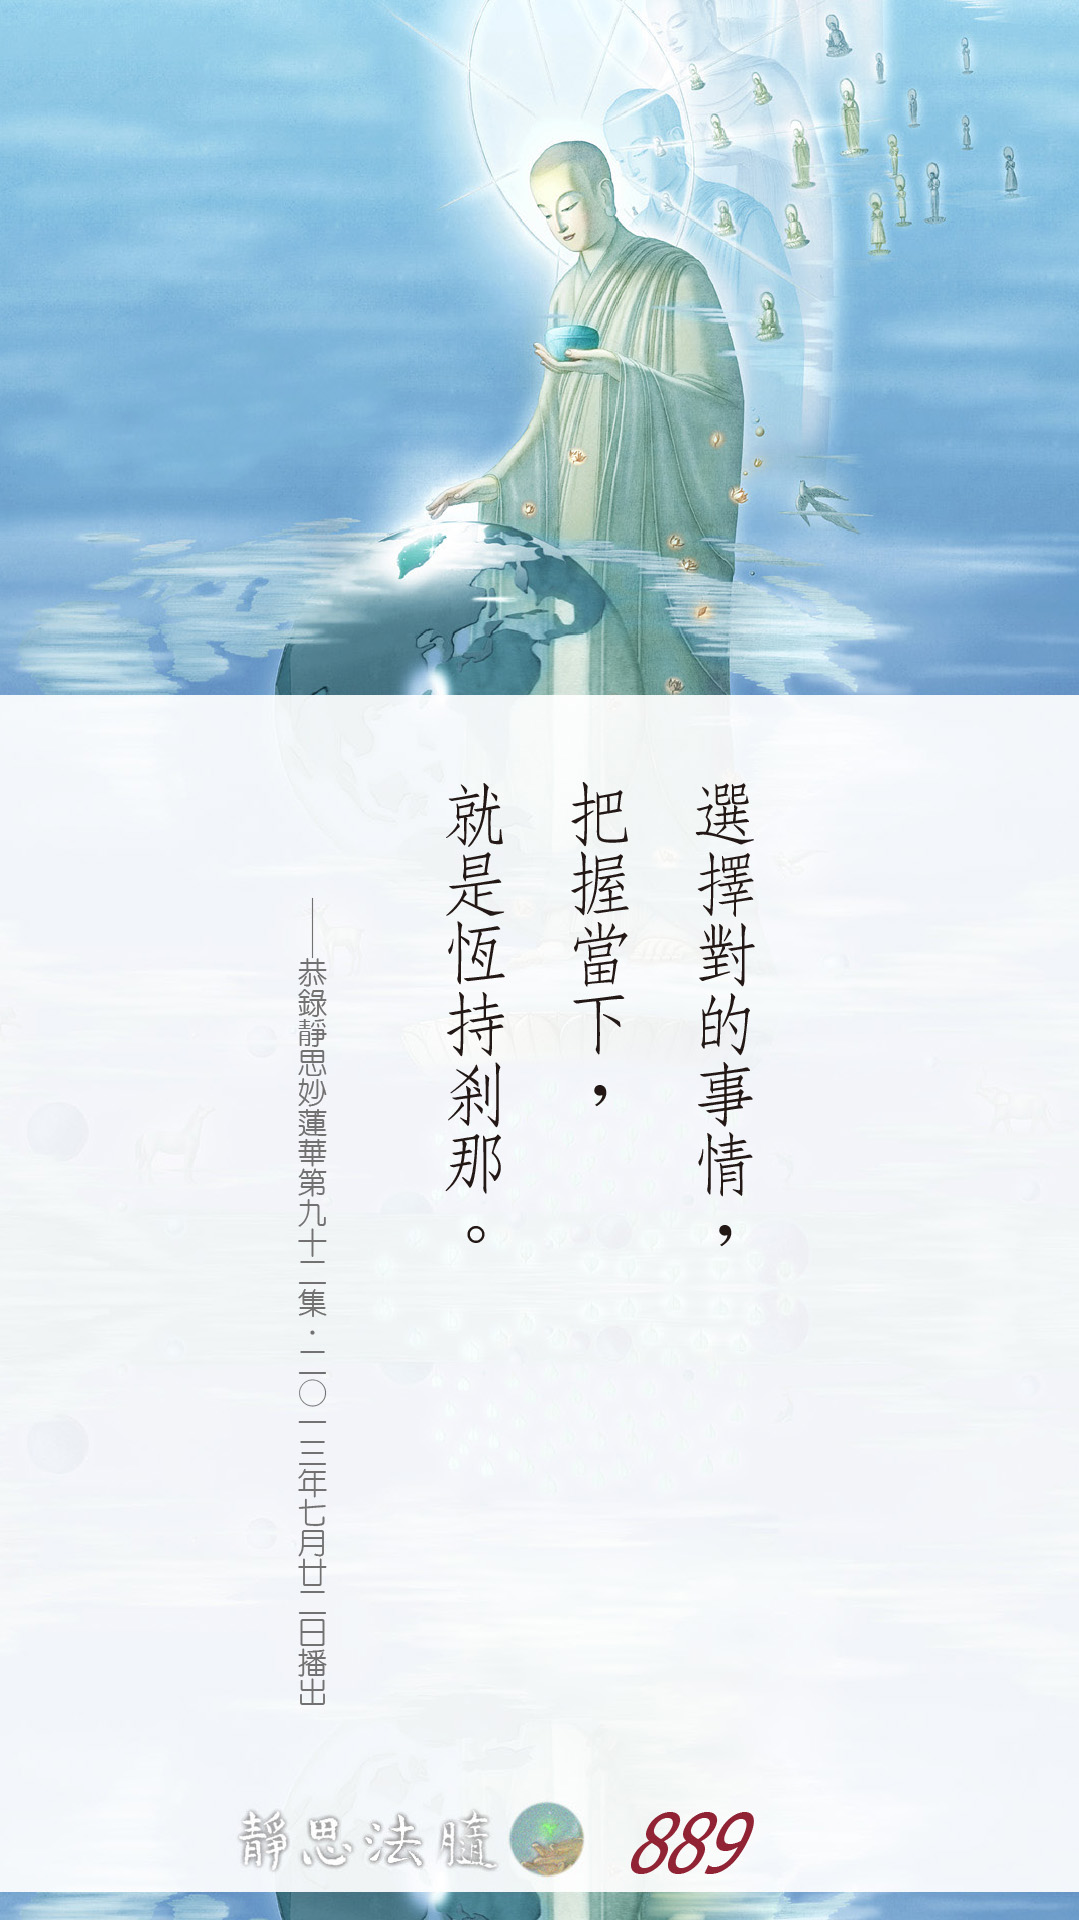 選擇對的事情，
把握當下，
就是恆持剎那。
——恭錄靜思妙蓮華第九十二集．二〇一三年七月廿二日播出
靜思法髓
889